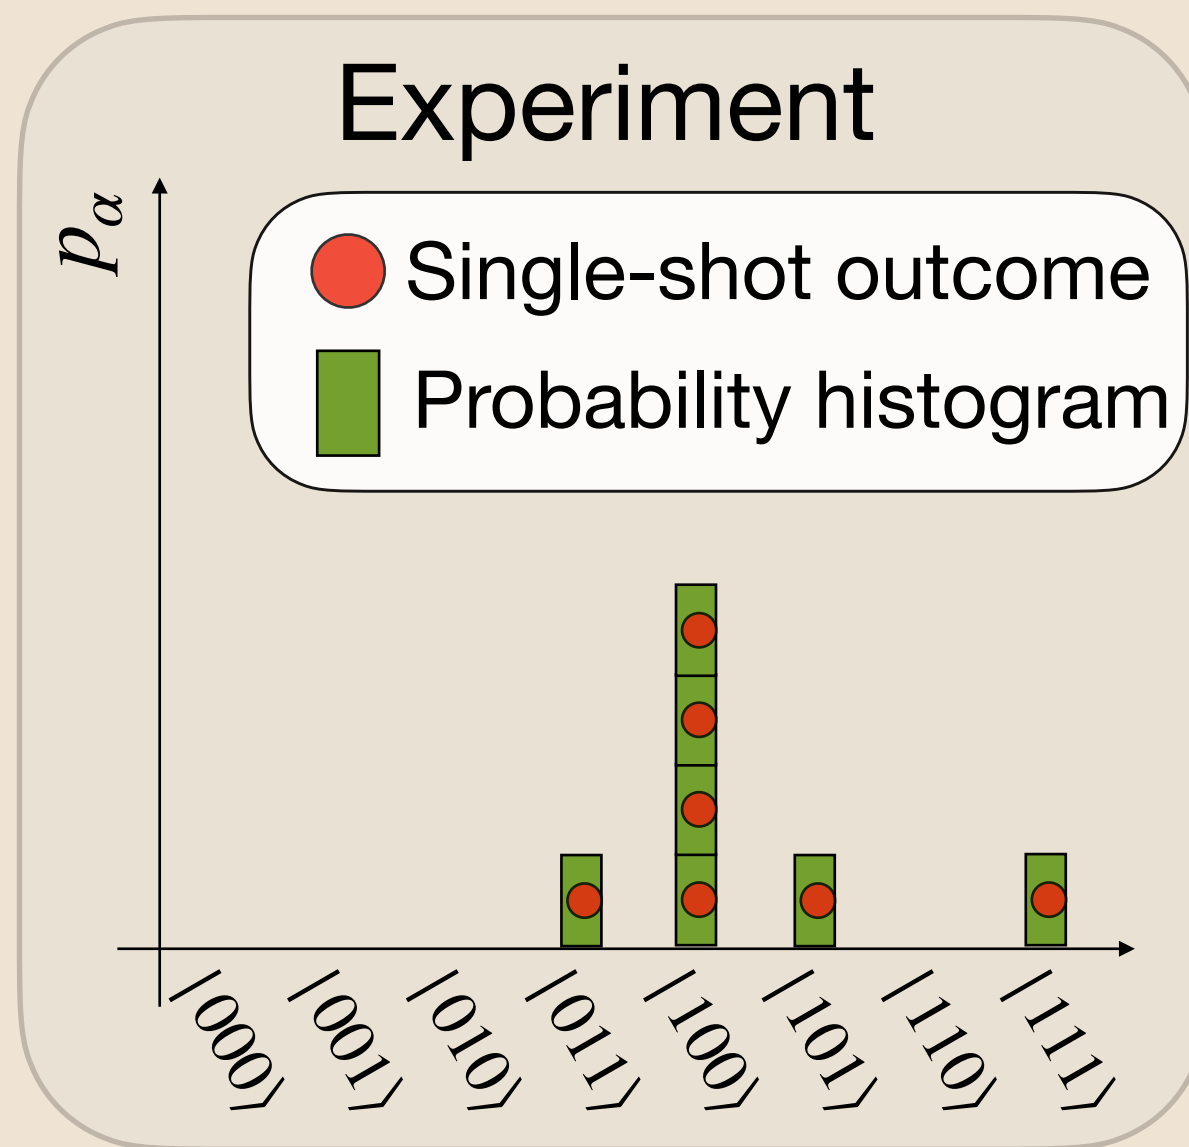 Experiment
pα
Single-shot outcome
Probability histogram
|000⟩
|001⟩
|010⟩
|011⟩
|100⟩
|101⟩
|110⟩
|111⟩